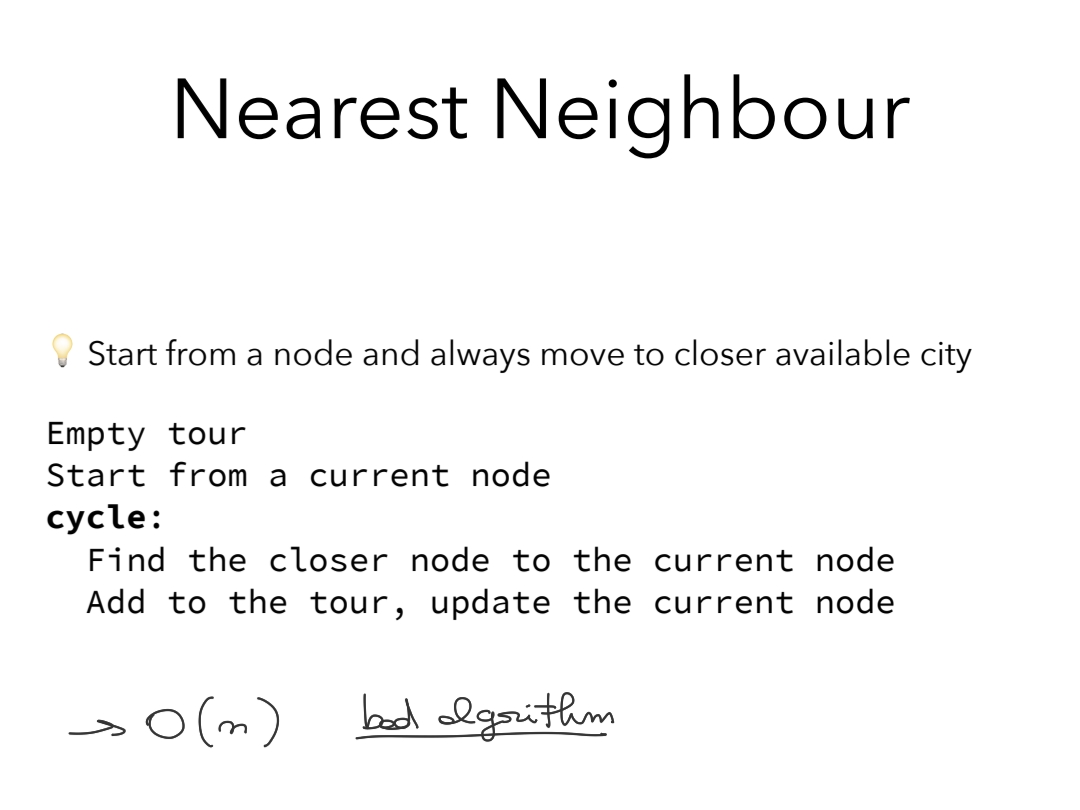 Nearest Neighbour
💡 Start from a node and always move to closer available city
Empty tour
Start from a current node
cycle:
  Find the closer node to the current node
  Add to the tour, update the current node
→ O(n) bad algorithm